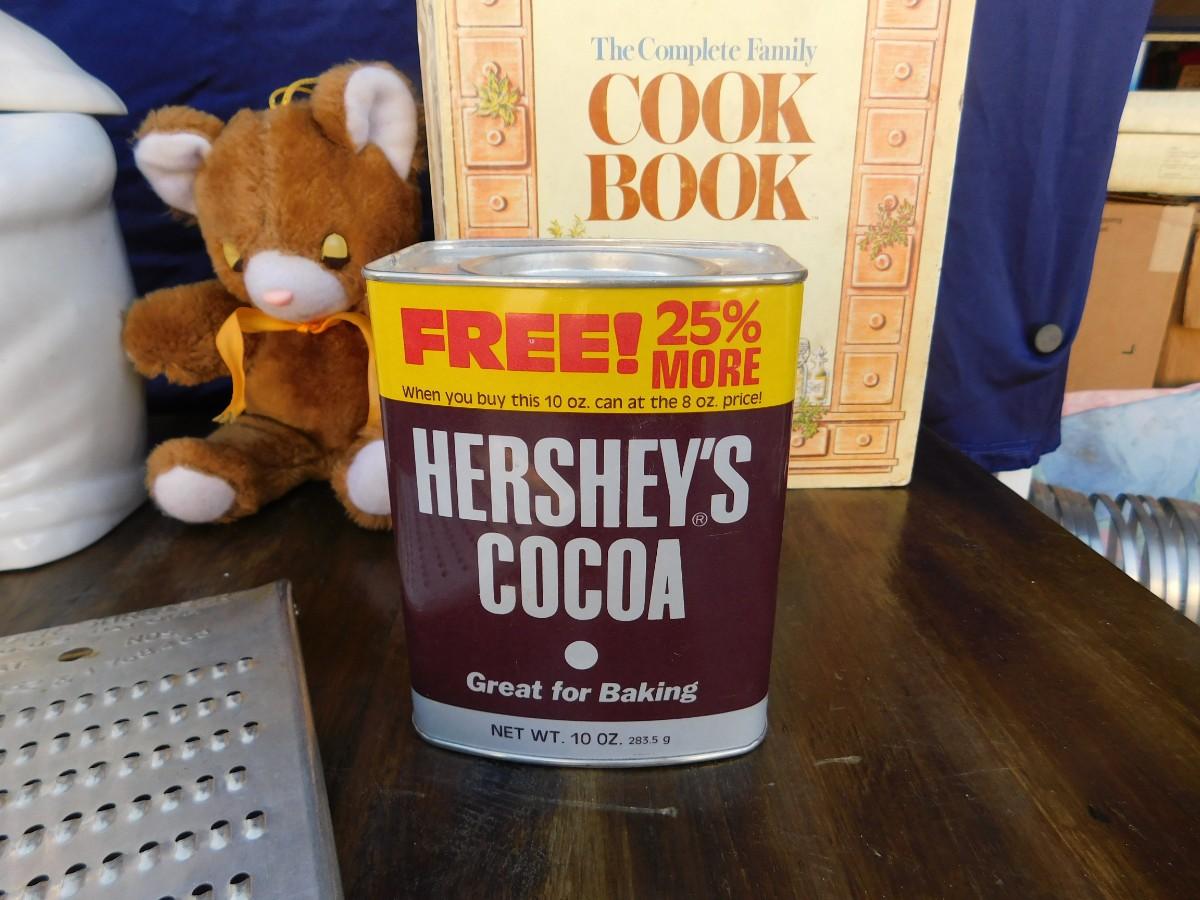 The Complete Family
COOK
BOOK
FREE! 25%
MORE
When you buy this 10 oz. can at the 8 oz. price!
HERSHEY'S
®
COCOA
Great for Baking
NET WT. 10 OZ. 283.5 g